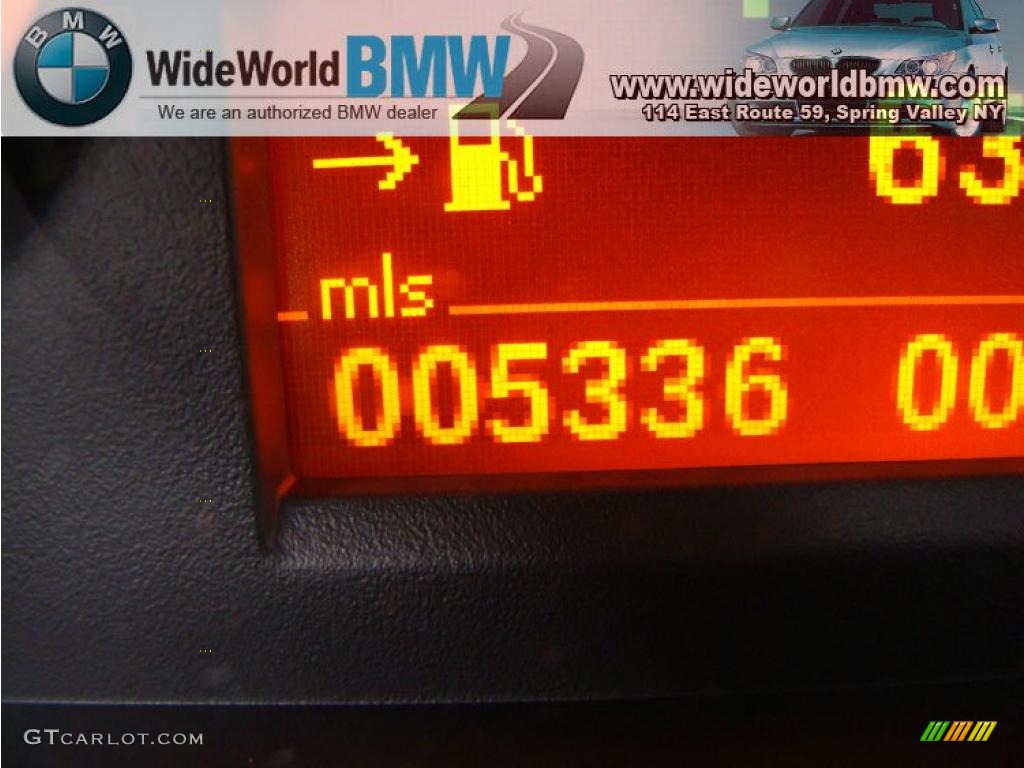 BMW
WideWorld BMW
We are an authorized BMW dealer
www.wideworldbmw.com
114 East Route 59, Spring Valley NY
mls
005336 00
GTCARLOT.COM